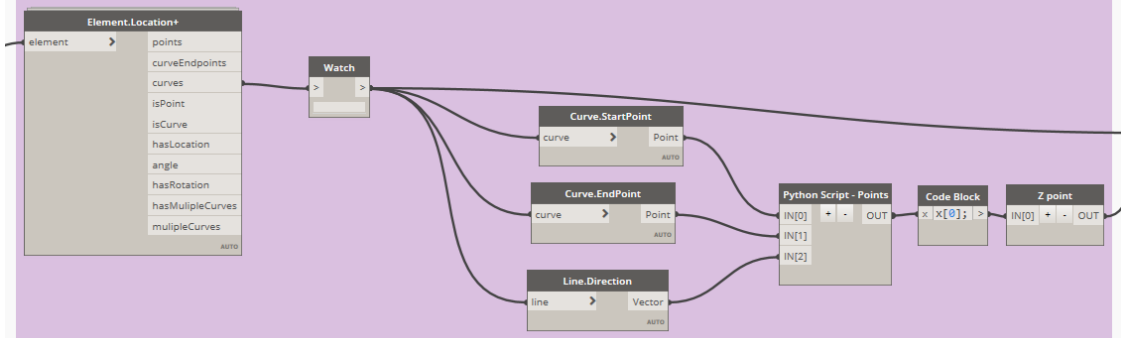 Element.Location+
element >
points
curveEndpoints
curves
isPoint
isCurve
hasLocation
angle
hasRotation
hasMulipleCurves
mulipleCurves
AUTO
Watch
> >
Curve.StartPoint
curve > Point
AUTO
Curve.EndPoint
curve > Point
AUTO
Line.Direction
line > Vector
AUTO
Python Script - Points
IN[0] + - OUT
IN[1]
IN[2]
Code Block
x x[0]; >
Z point
IN[0] + - OUT